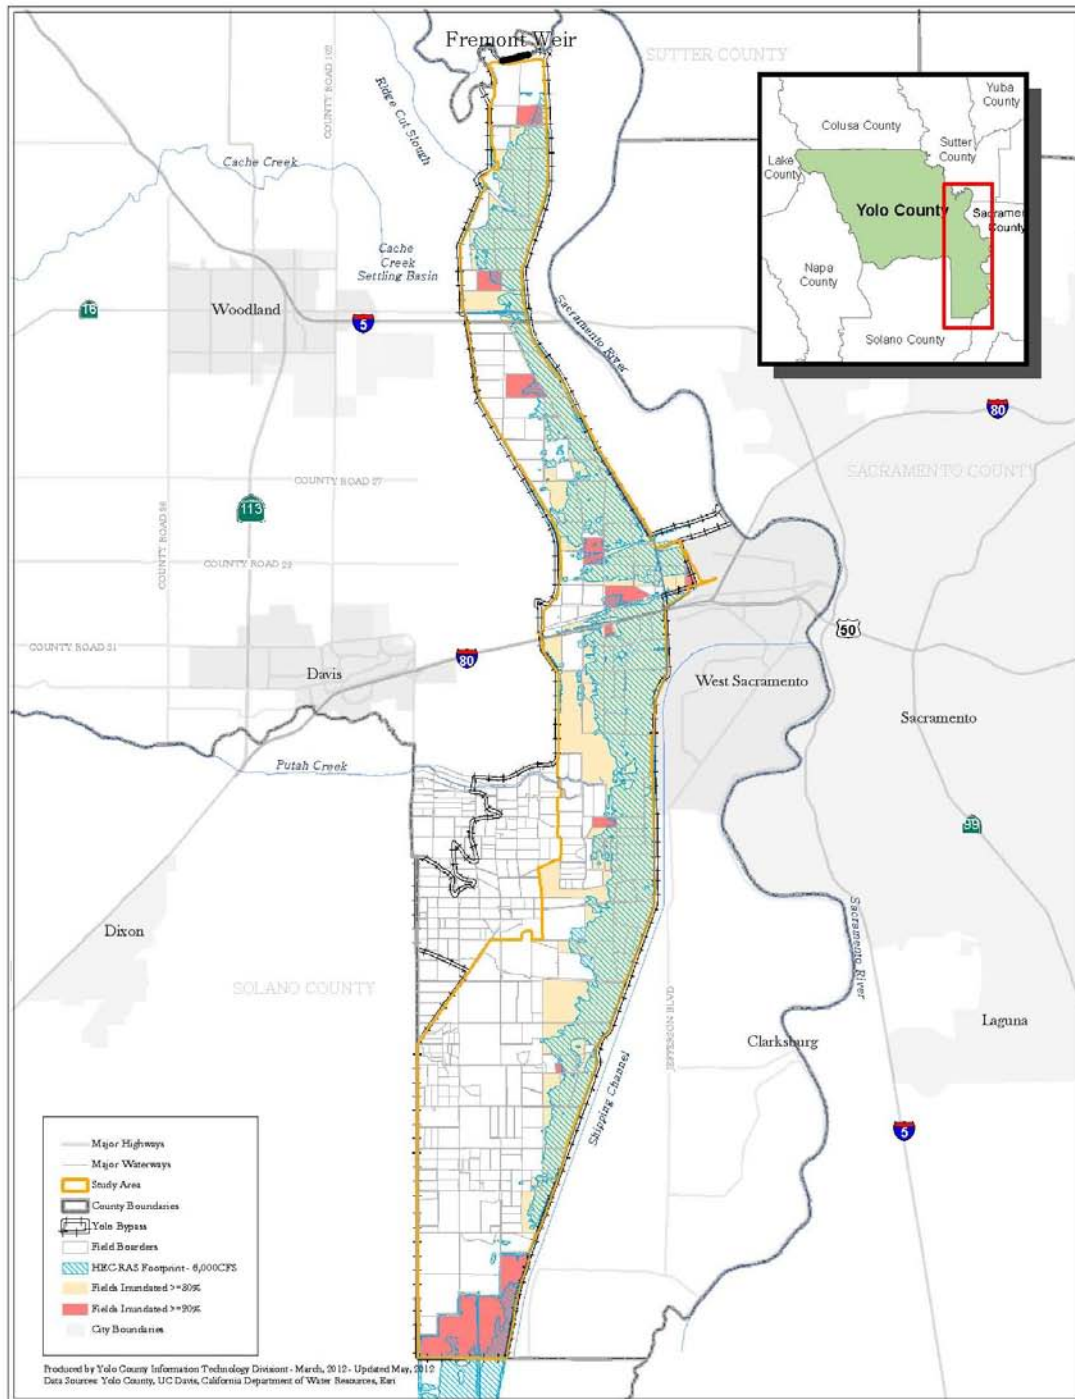 Fremont Weir
SUTTER COUNTY
COUNTY ROAD 102
Ridge Cut Slough
Cache Creek
Cache
Creek
Settling Basin
Yuba
County
Colusa County
Sutter
County
Lake
County
Yolo County
Sacramen
County
Napa
County
Solano County
16
Woodland
5
Sacramento River
80
SACRAMENTO COUNTY
COUNTY ROAD 27
113
COUNTY ROAD 98
COUNTY ROAD 29
COUNTY ROAD 31
50
80
Davis
West Sacramento
Sacramento
Putah Creek
99
Dixon
Sacramento River
SOLANO COUNTY
JEFFERSON BLVD
Laguna
Clarksburg
Shipping Channel
5
Major Highways
Major Waterways
Study Area
County Boundaries
Yolo Bypass
Field Boarders
HEC-RAS Footprint - 6,000CFS
Fields Inundated >=30%
Fields Inundated >=20%
City Boundaries
Produced by Yolo County Information Technology Divisiont - March, 2012 - Updated May, 2012
Data Sources: Yolo County, UC Davis, California Department of Water Resources, Esri